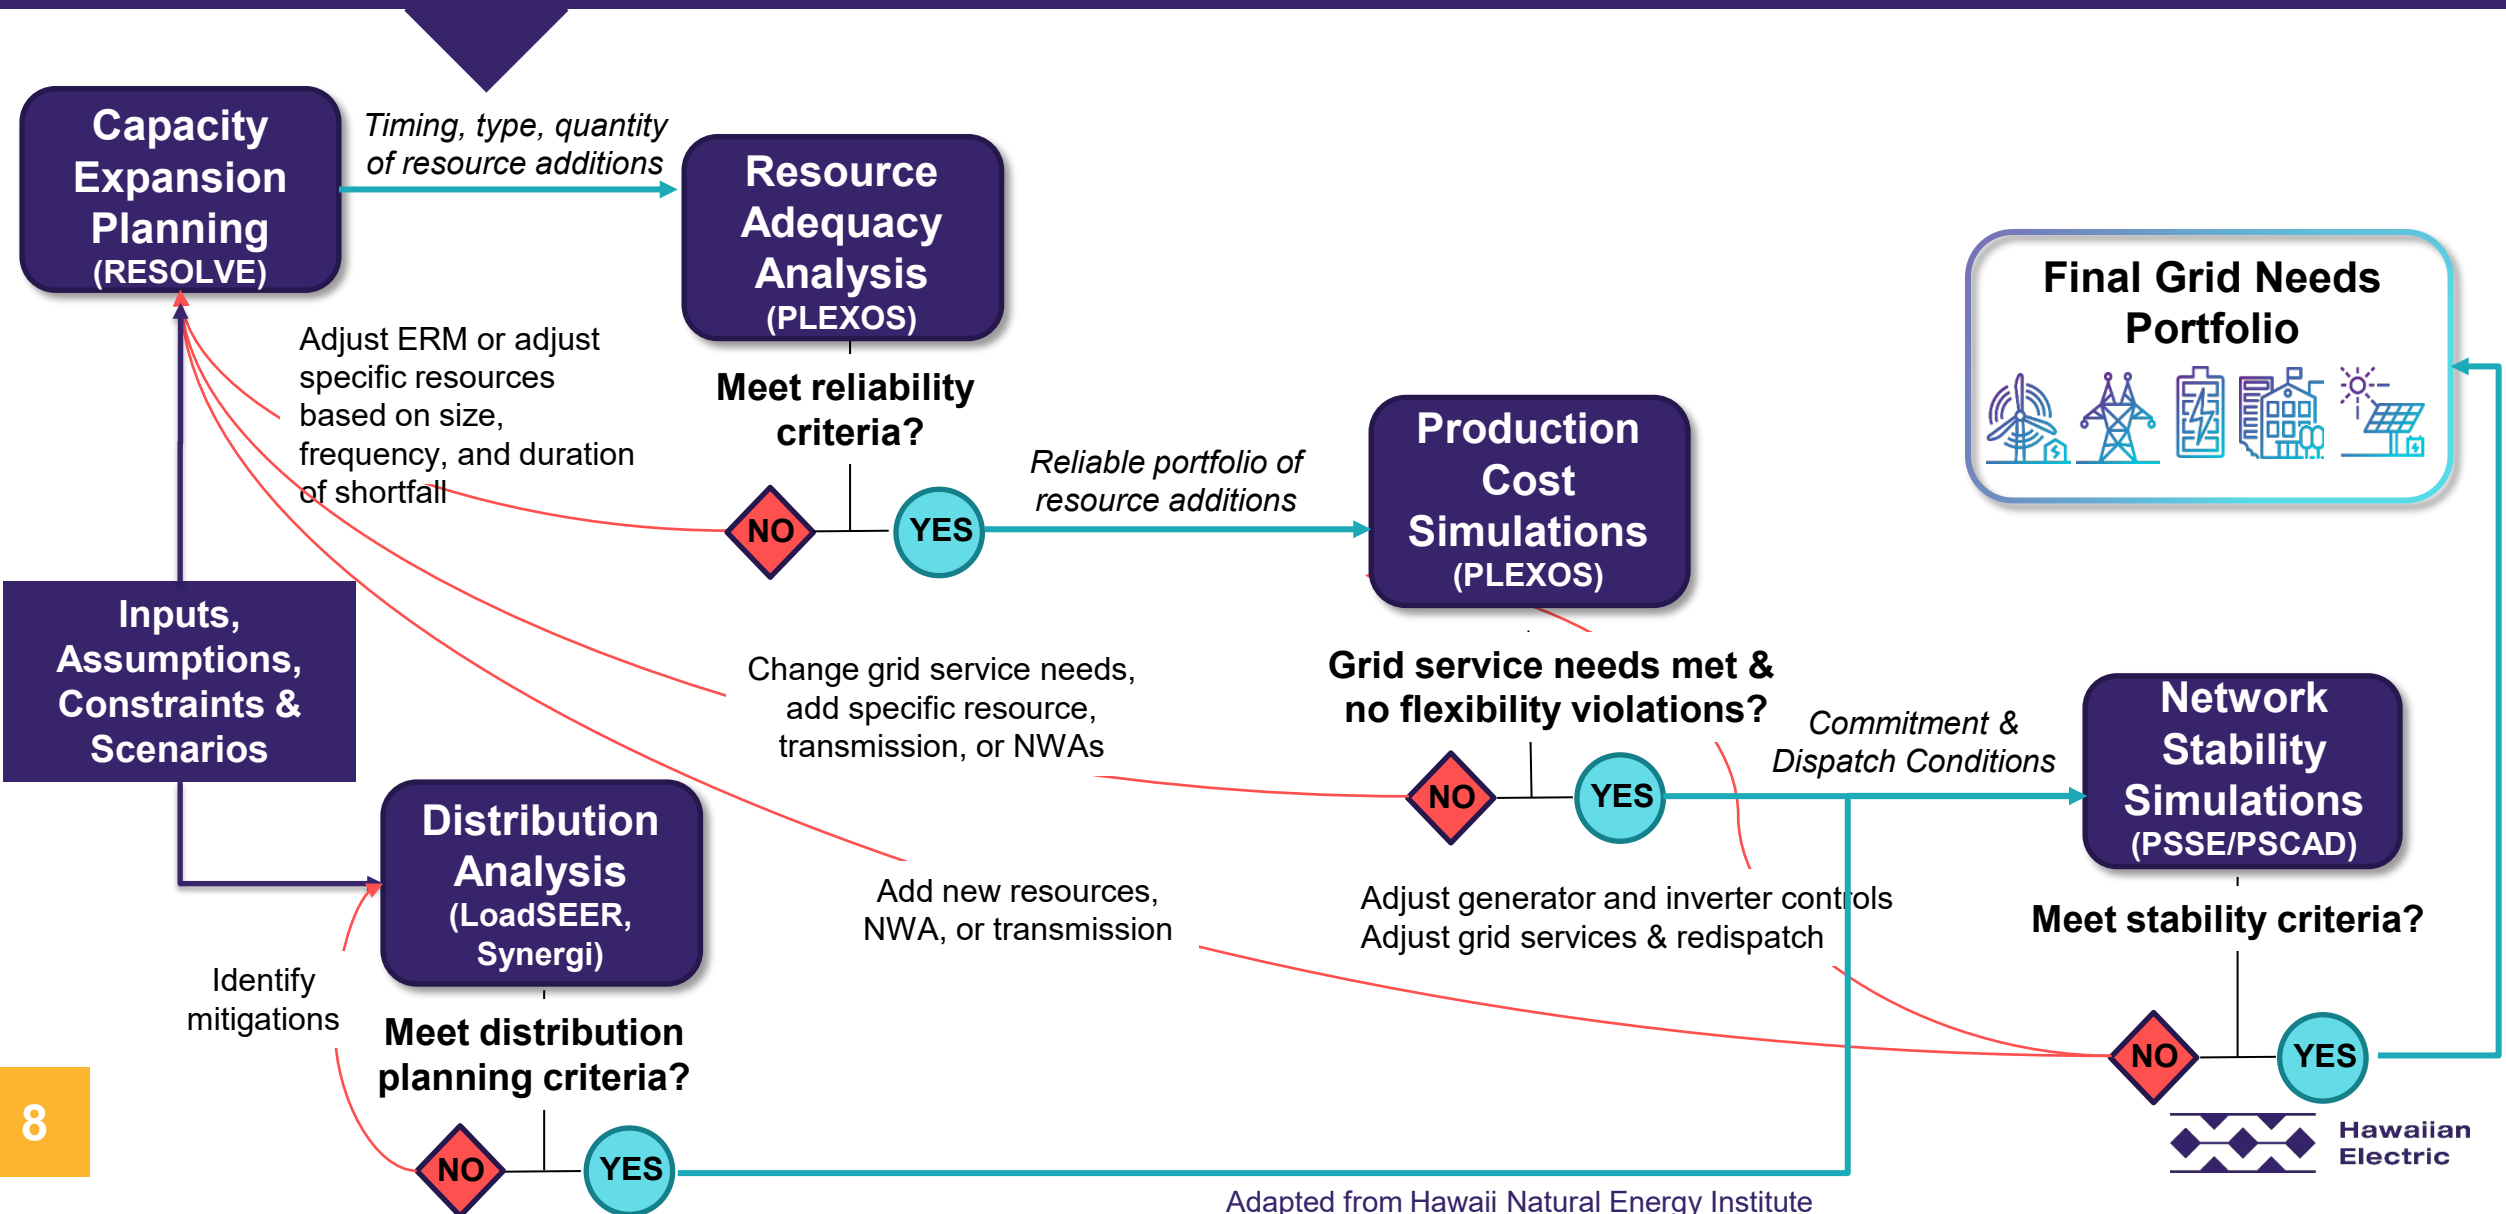 Capacity
Expansion
Planning
(RESOLVE)
Timing, type, quantity
of resource additions
Resource
Adequacy
Analysis
(PLEXOS)
Adjust ERM or adjust
specific resources
based on size,
frequency, and duration
of shortfall
Meet reliability
criteria?
NO
YES
Reliable portfolio of
resource additions
Production
Cost
Simulations
(PLEXOS)
Final Grid Needs
Portfolio
Inputs,
Assumptions,
Constraints &
Scenarios
Change grid service needs,
add specific resource,
transmission, or NWAs
Grid service needs met &
no flexibility violations?
NO
YES
Commitment &
Dispatch Conditions
Network
Stability
Simulations
(PSSE/PSCAD)
Distribution
Analysis
(LoadSEER,
Synergi)
Add new resources,
NWA, or transmission
Adjust generator and inverter controls
Adjust grid services & redispatch
Meet stability criteria?
NO
YES
Identify
mitigations
Meet distribution
planning criteria?
NO
YES
8
Hawaiian
Electric
Adapted from Hawaii Natural Energy Institute